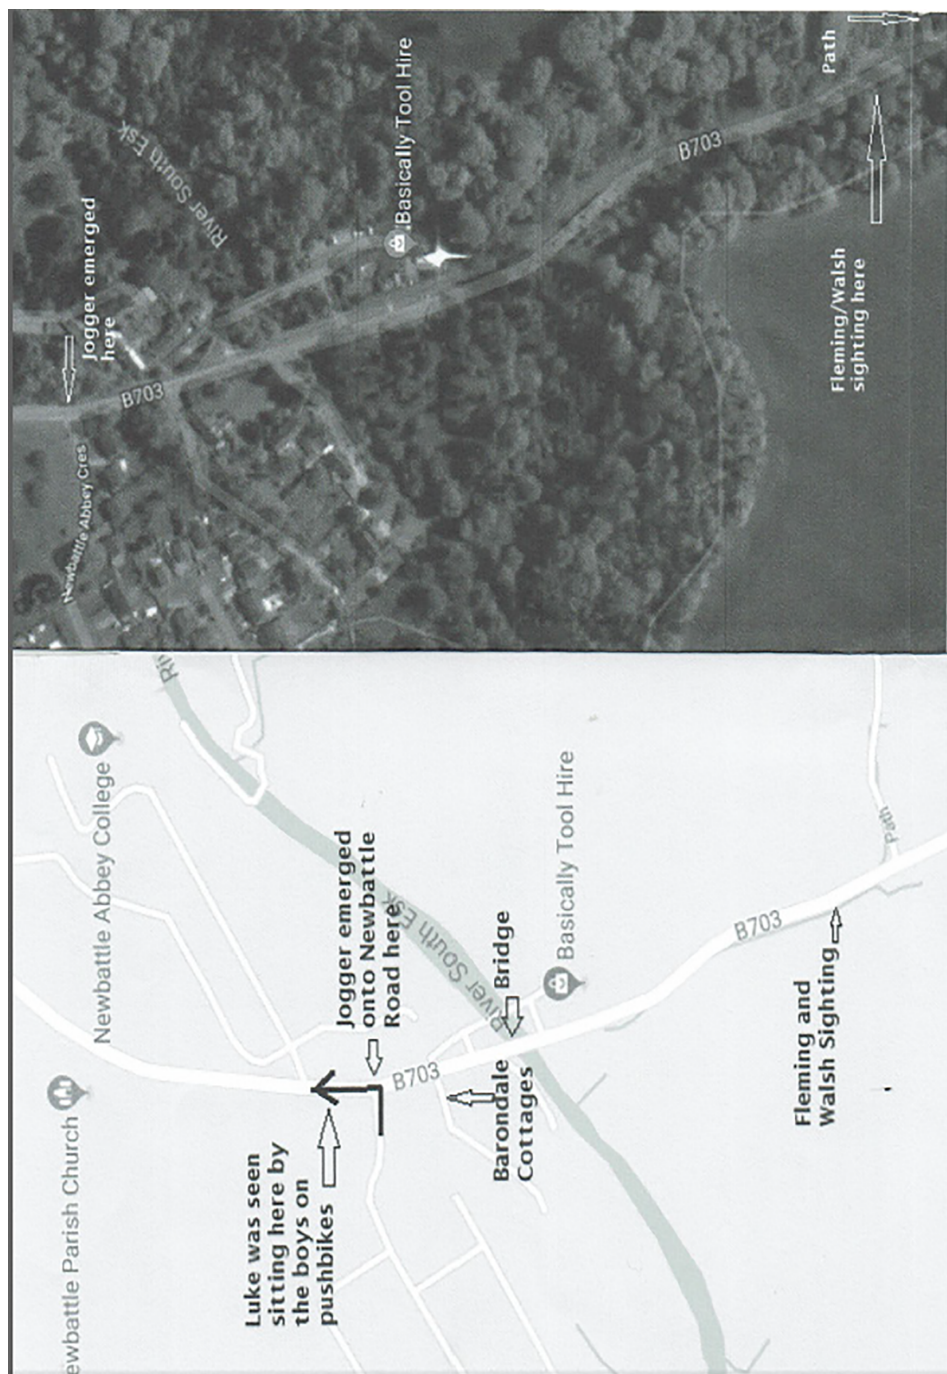 River South Esk
Jogger emerged
here
B703
Newbattle Abbey Cres
Basically Tool Hire
B703
Path
Fleming/Walsh
sighting here
Newbattle Abbey College
ewbattle Parish Church
Ri
Luke was seen
sitting here by
the boys on
pushbikes
Jogger emerged
onto Newbattle
Road here
B703
River South Esk
Bridge
Barondale
Cottages
Basically Tool Hire
B703
Path
Fleming and
Walsh Sighting